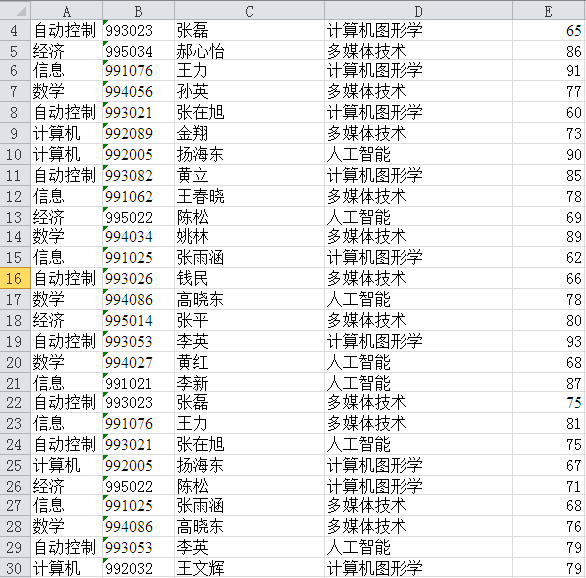 A B C D E
4 自动控制 993023 张磊 计算机图形学 65
5 经济 995034 郝心怡 多媒体技术 86
6 信息 991076 王力 计算机图形学 91
7 数学 994056 孙英 多媒体技术 77
8 自动控制 993021 张在旭 计算机图形学 60
9 计算机 992089 金翔 多媒体技术 73
10 计算机 992005 扬海东 人工智能 90
11 自动控制 993082 黄立 计算机图形学 85
12 信息 991062 王春晓 多媒体技术 78
13 经济 995022 陈松 人工智能 69
14 数学 994034 姚林 多媒体技术 89
15 信息 991025 张雨涵 计算机图形学 62
16 自动控制 993026 钱民 多媒体技术 66
17 数学 994086 高晓东 人工智能 78
18 经济 995014 张平 多媒体技术 80
19 自动控制 993053 李英 计算机图形学 93
20 数学 994027 黄红 人工智能 68
21 信息 991021 李新 人工智能 87
22 自动控制 993023 张磊 多媒体技术 75
23 信息 991076 王力 多媒体技术 81
24 自动控制 993021 张在旭 人工智能 75
25 计算机 992005 扬海东 计算机图形学 67
26 经济 995022 陈松 计算机图形学 71
27 信息 991025 张雨涵 多媒体技术 68
28 数学 994086 高晓东 多媒体技术 76
29 自动控制 993053 李英 人工智能 79
30 计算机 992032 王文辉 计算机图形学 79